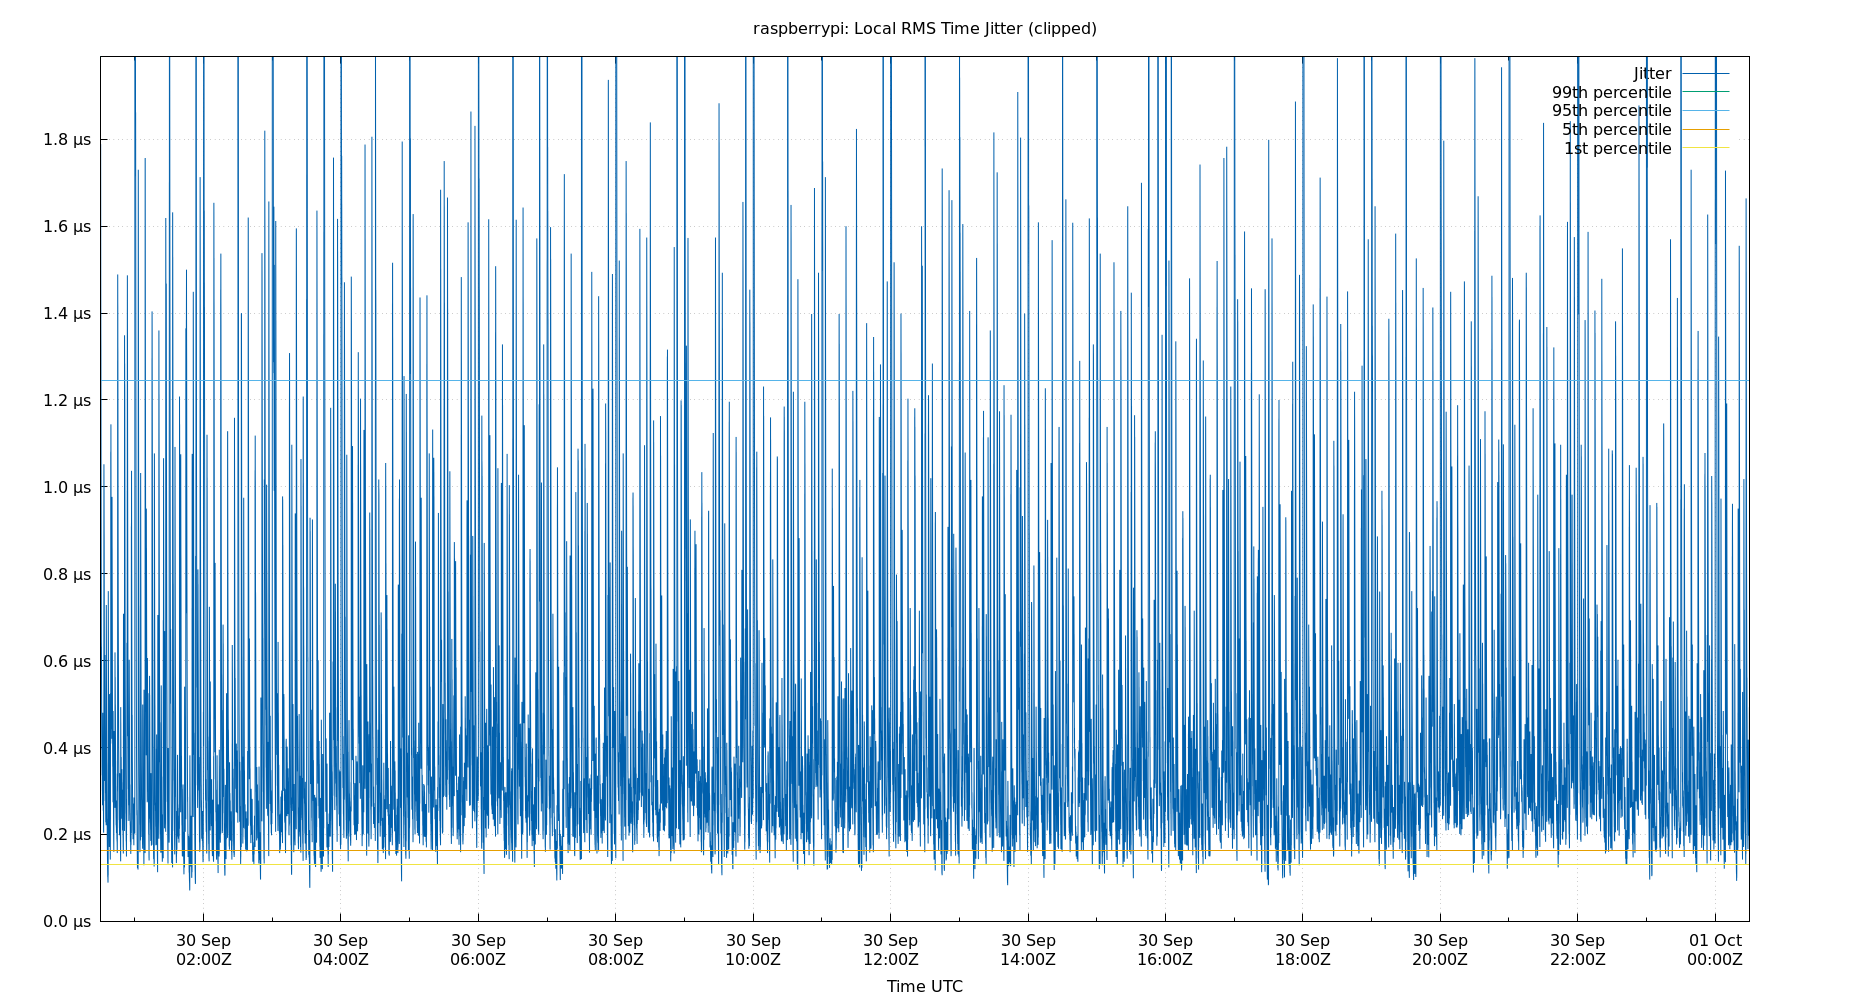 raspberrypi: Local RMS Time Jitter (clipped)
Jitter
99th percentile
95th percentile
5th percentile
1st percentile
1.8 μs
1.6 μs
1.4 μs
1.2 μs
1.0 μs
0.8 μs
0.6 μs
0.4 μs
0.2 μs
0.0 μs
30 Sep 30 Sep 30 Sep 30 Sep 30 Sep 30 Sep 30 Sep 30 Sep 30 Sep 30 Sep 30 Sep 01 Oct
02:00Z 04:00Z 06:00Z 08:00Z 10:00Z 12:00Z 14:00Z 16:00Z 18:00Z 20:00Z 22:00Z 00:00Z
Time UTC